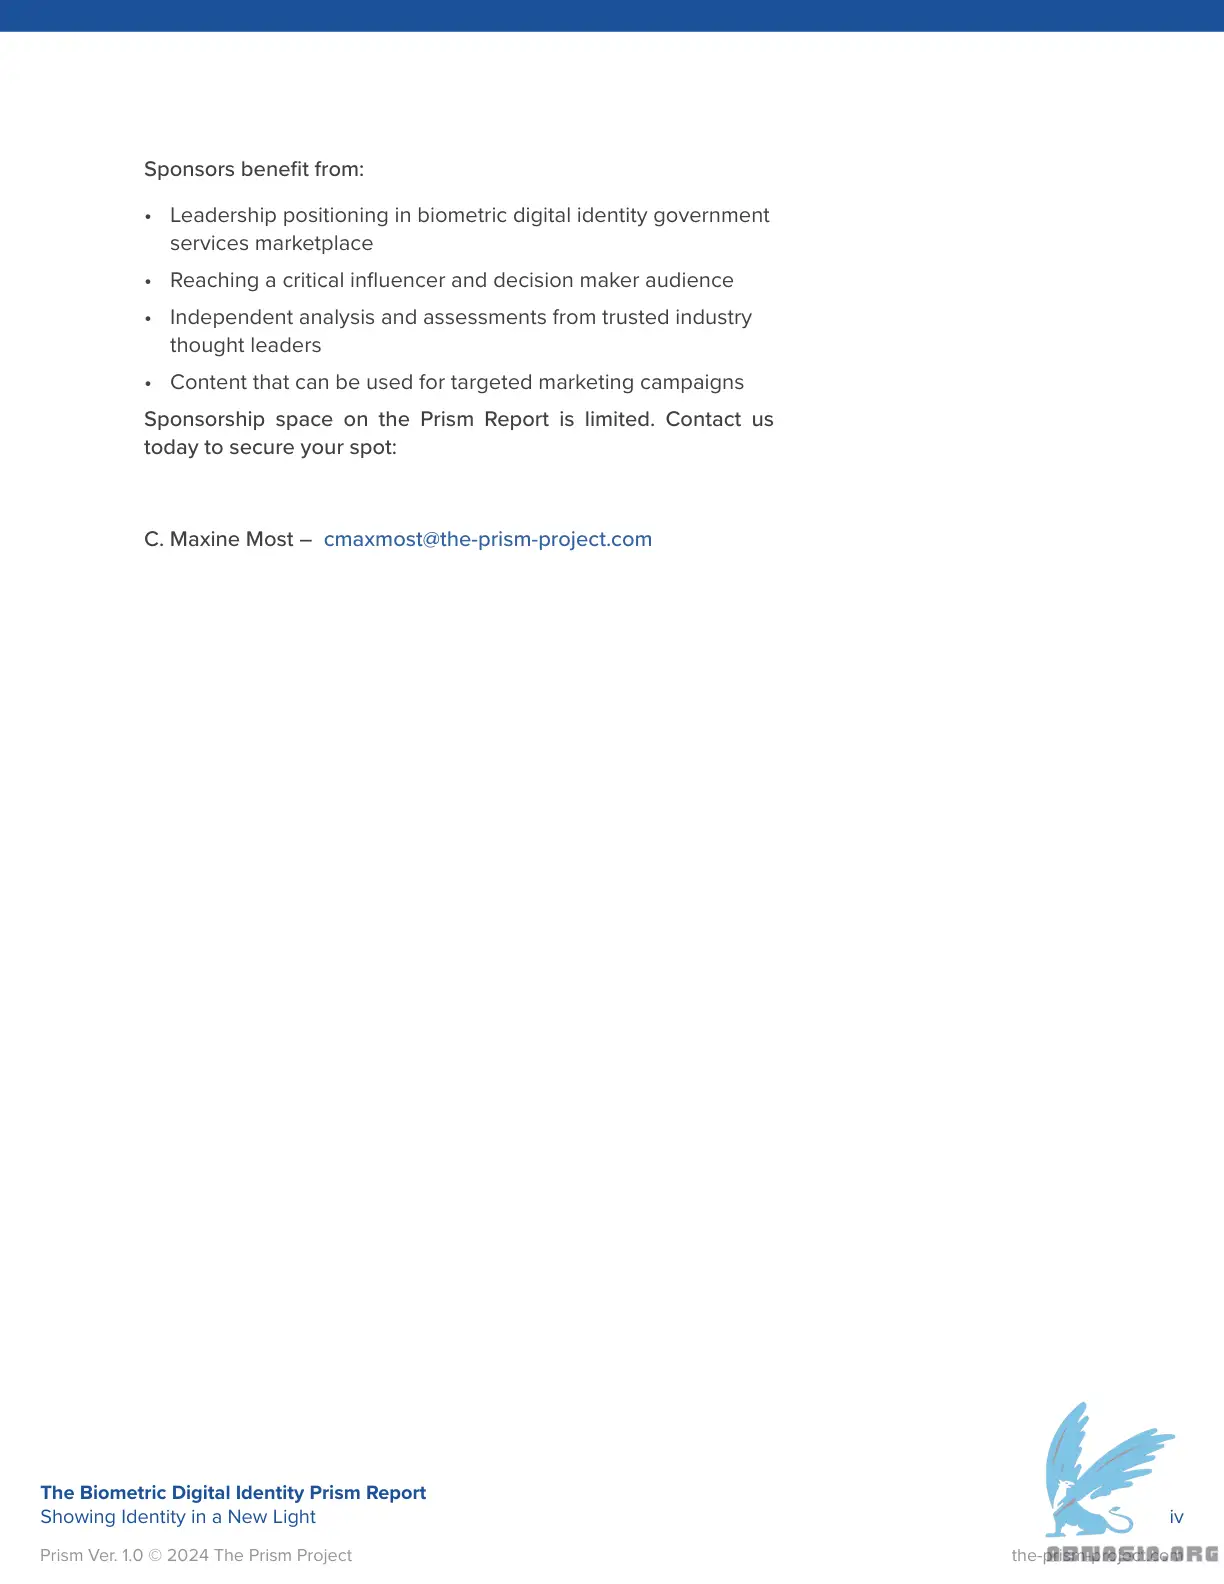 Sponsors benefit from:
• Leadership positioning in biometric digital identity government
services marketplace
• Reaching a critical influencer and decision maker audience
• Independent analysis and assessments from trusted industry
thought leaders
• Content that can be used for targeted marketing campaigns
Sponsorship space on the Prism Report is limited. Contact us
today to secure your spot:
C. Maxine Most – cmaxmost@the-prism-project.com
The Biometric Digital Identity Prism Report
Showing Identity in a New Light
iv
Prism Ver. 1.0 © 2024 The Prism Project
the-prism-project.com